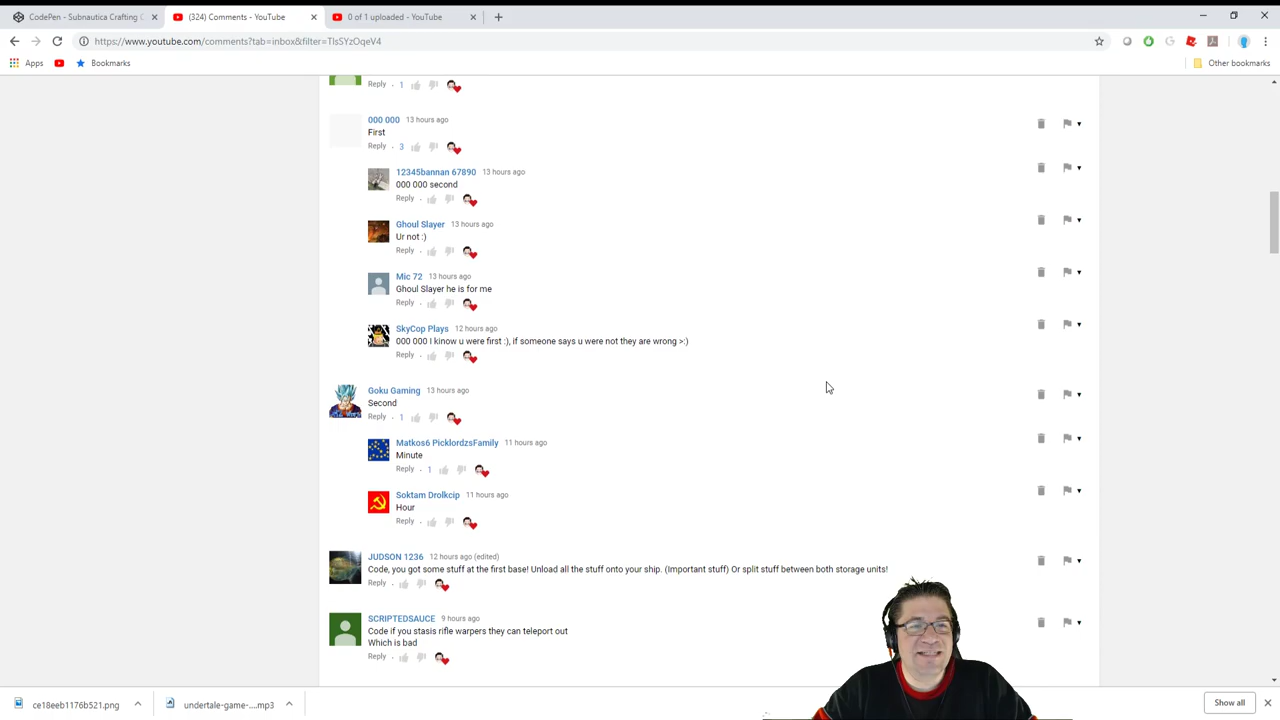 CodePen - Subnautica Crafting C
(324) Comments - YouTube
0 of 1 uploaded - YouTube
https://www.youtube.com/comments?tab=inbox&filter=TlsSYzOqeV4
Apps
Bookmarks
Other bookmarks
Reply . 1
000 000 13 hours ago
First
Reply . 3
12345bannan 67890 13 hours ago
000 000 second
Reply .
Ghoul Slayer 13 hours ago
Ur not :)
Reply .
Mic 72 13 hours ago
Ghoul Slayer he is for me
Reply .
SkyCop Plays 12 hours ago
000 000 I kinow u were first :), if someone says u were not they are wrong >:)
Reply .
Goku Gaming 13 hours ago
Second
Reply . 1
Matkos6 PicklordzsFamily 11 hours ago
Minute
Reply . 1
Soktam Drolkcip 11 hours ago
Hour
Reply .
JUDSON 1236 12 hours ago (edited)
Code, you got some stuff at the first base! Unload all the stuff onto your ship. (Important stuff) Or split stuff between both storage units!
Reply .
SCRIPTEDSAUCE 9 hours ago
Code if you stasis rifle warpers they can teleport out
Which is bad
Reply .
ce18eeb1176b521.png
undertale-game-....mp3
Show all